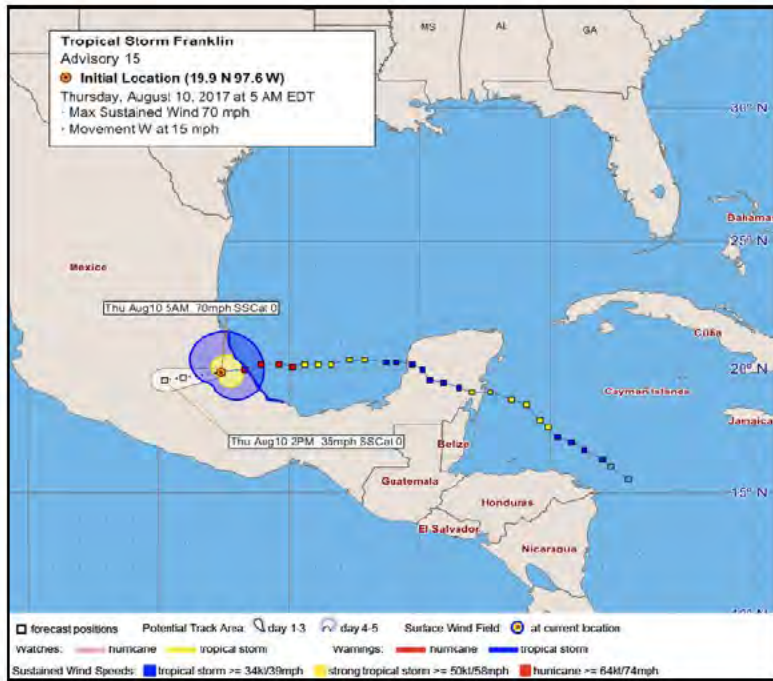 Tropical Storm Franklin
Advisory 15
Initial Location (19.9 N 97.6 W)
Thursday, August 10, 2017 at 5 AM EDT
· Max Sustained Wind 70 mph
· Movement W at 15 mph
MS
AL
GA
30° N
Bahama
25° N
Mexico
Thu Aug10 5AM 70mph SSCat 0
Cuba
20° N
Cayman Islands
Jamaica
Thu Aug10 2PM 35mph SSCat 0
Belize
Guatemala
15° N
Honduras
El Salvador
Nicaragua
forecast positions Potential Track Area: day 1-3 day 4-5 Surface Wind Field: at current location
Watches: hurricane tropical storm Warnings: hurricane tropical storm
Sustained Wind Speeds: tropical storm >= 34kt/39mph strong tropical storm >= 50kt/58mph hurricane >= 64kt/74mph